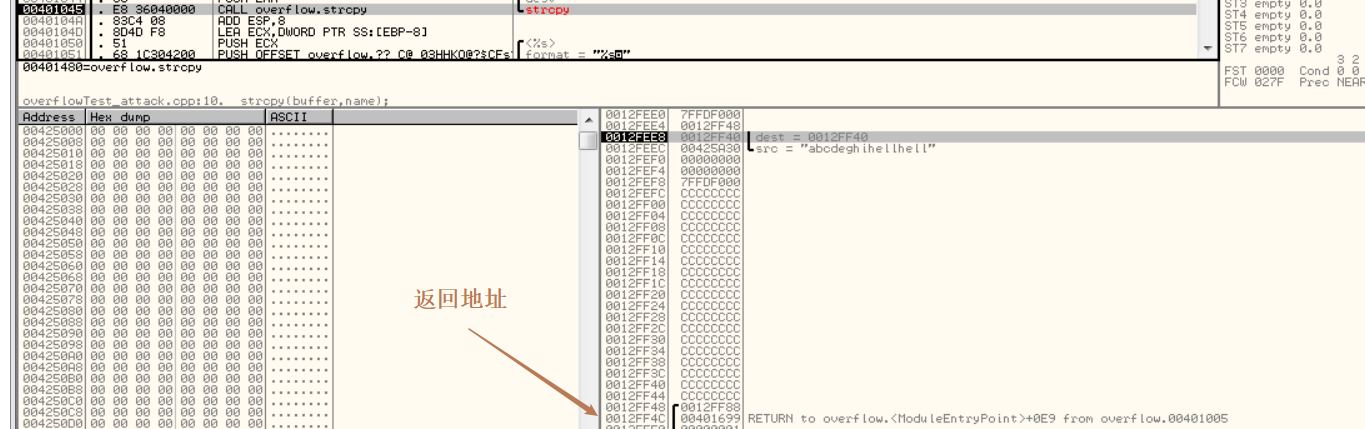 00401045 . E8 36040000 CALL overflow.strcpy strcpy
0040104A . 83C4 08 ADD ESP,8
0040104D . 8D4D F8 LEA ECX,DWORD PTR SS:[EBP-8]
00401050 . 51 PUSH ECX <%s>
00401051 . 68 1C304200 PUSH OFFSET overflow.??_C@_03HHKO@?$CFs format = "%s
00401480=overflow.strcpy
overflowTest_attack.cpp:10. strcpy(buffer,name);
ST3 empty 0.0
ST4 empty 0.0
ST5 empty 0.0
ST6 empty 0.0
ST7 empty 0.0
3 2
FST 0000 Cond 0 0
FCW 027F Prec NEAR
Address Hex dump ASCII
00425000 00 00 00 00 00 00 00 00 ........
00425008 00 00 00 00 00 00 00 00 ........
00425010 00 00 00 00 00 00 00 00 ........
00425018 00 00 00 00 00 00 00 00 ........
00425020 00 00 00 00 00 00 00 00 ........
00425028 00 00 00 00 00 00 00 00 ........
00425030 00 00 00 00 00 00 00 00 ........
00425038 00 00 00 00 00 00 00 00 ........
00425040 00 00 00 00 00 00 00 00 ........
00425048 00 00 00 00 00 00 00 00 ........
00425050 00 00 00 00 00 00 00 00 ........
00425058 00 00 00 00 00 00 00 00 ........
00425060 00 00 00 00 00 00 00 00 ........
00425068 00 00 00 00 00 00 00 00 ........
00425070 00 00 00 00 00 00 00 00 ........
00425078 00 00 00 00 00 00 00 00 ........
00425080 00 00 00 00 00 00 00 00 ........
00425088 00 00 00 00 00 00 00 00 ........
00425090 00 00 00 00 00 00 00 00 ........
00425098 00 00 00 00 00 00 00 00 ........
004250A0 00 00 00 00 00 00 00 00 ........
004250A8 00 00 00 00 00 00 00 00 ........
004250B0 00 00 00 00 00 00 00 00 ........
004250B8 00 00 00 00 00 00 00 00 ........
004250C0 00 00 00 00 00 00 00 00 ........
004250C8 00 00 00 00 00 00 00 00 ........
004250D0 00 00 00 00 00 00 00 00 ........
返回地址
0012FEE0 7FFDF000
0012FEE4 0012FF48
0012FEE8 0012FF40 dest = 0012FF40
0012FEEC 00425A30 src = "abcdeghihellhell"
0012FEF0 00000000
0012FEF4 00000000
0012FEF8 7FFDF000
0012FEFC CCCCCCCC
0012FF00 CCCCCCCC
0012FF04 CCCCCCCC
0012FF08 CCCCCCCC
0012FF0C CCCCCCCC
0012FF10 CCCCCCCC
0012FF14 CCCCCCCC
0012FF18 CCCCCCCC
0012FF1C CCCCCCCC
0012FF20 CCCCCCCC
0012FF24 CCCCCCCC
0012FF28 CCCCCCCC
0012FF2C CCCCCCCC
0012FF30 CCCCCCCC
0012FF34 CCCCCCCC
0012FF38 CCCCCCCC
0012FF3C CCCCCCCC
0012FF40 CCCCCCCC
0012FF44 CCCCCCCC
0012FF48 0012FF88
0012FF4C 00401699 RETURN to overflow.<ModuleEntryPoint>+0E9 from overflow.00401005